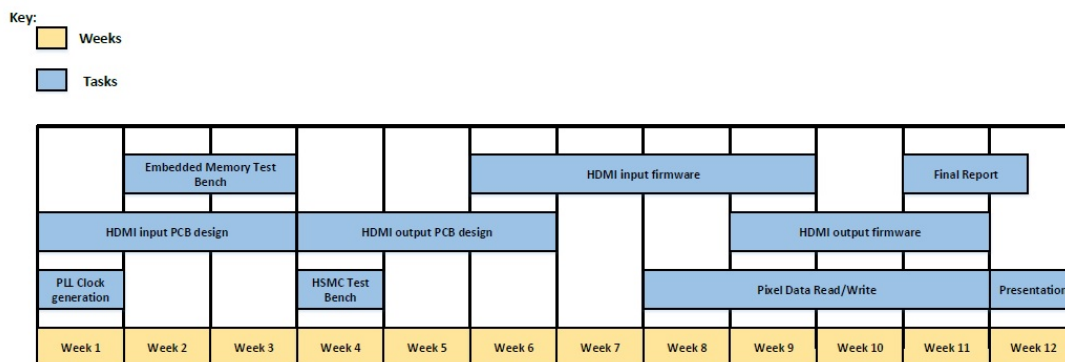 Key:
Weeks
Tasks
Embedded Memory Test
Bench
HDMI input firmware
Final Report
HDMI input PCB design
HDMI output PCB design
HDMI output firmware
PLL Clock
generation
HSMC Test
Bench
Pixel Data Read/Write
Presentation
Week 1
Week 2
Week 3
Week 4
Week 5
Week 6
Week 7
Week 8
Week 9
Week 10
Week 11
Week 12